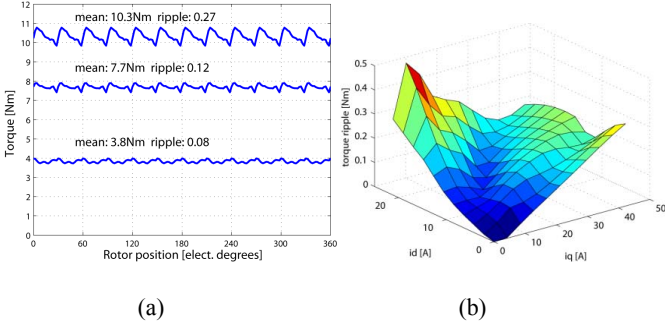 12
11
10
9
8
7
6
5
4
3
2
1
0
Torque [Nm]
mean: 10.3Nm ripple: 0.27
mean: 7.7Nm ripple: 0.12
mean: 3.8Nm ripple: 0.08
0 60 120 180 240 300 360
Rotor position [elect. degrees]
(a)
0.5
0.4
0.3
0.2
0.1
0
torque ripple [Nm]
20
10
0
id [A]
0
10
20
30
40
50
iq [A]
(b)